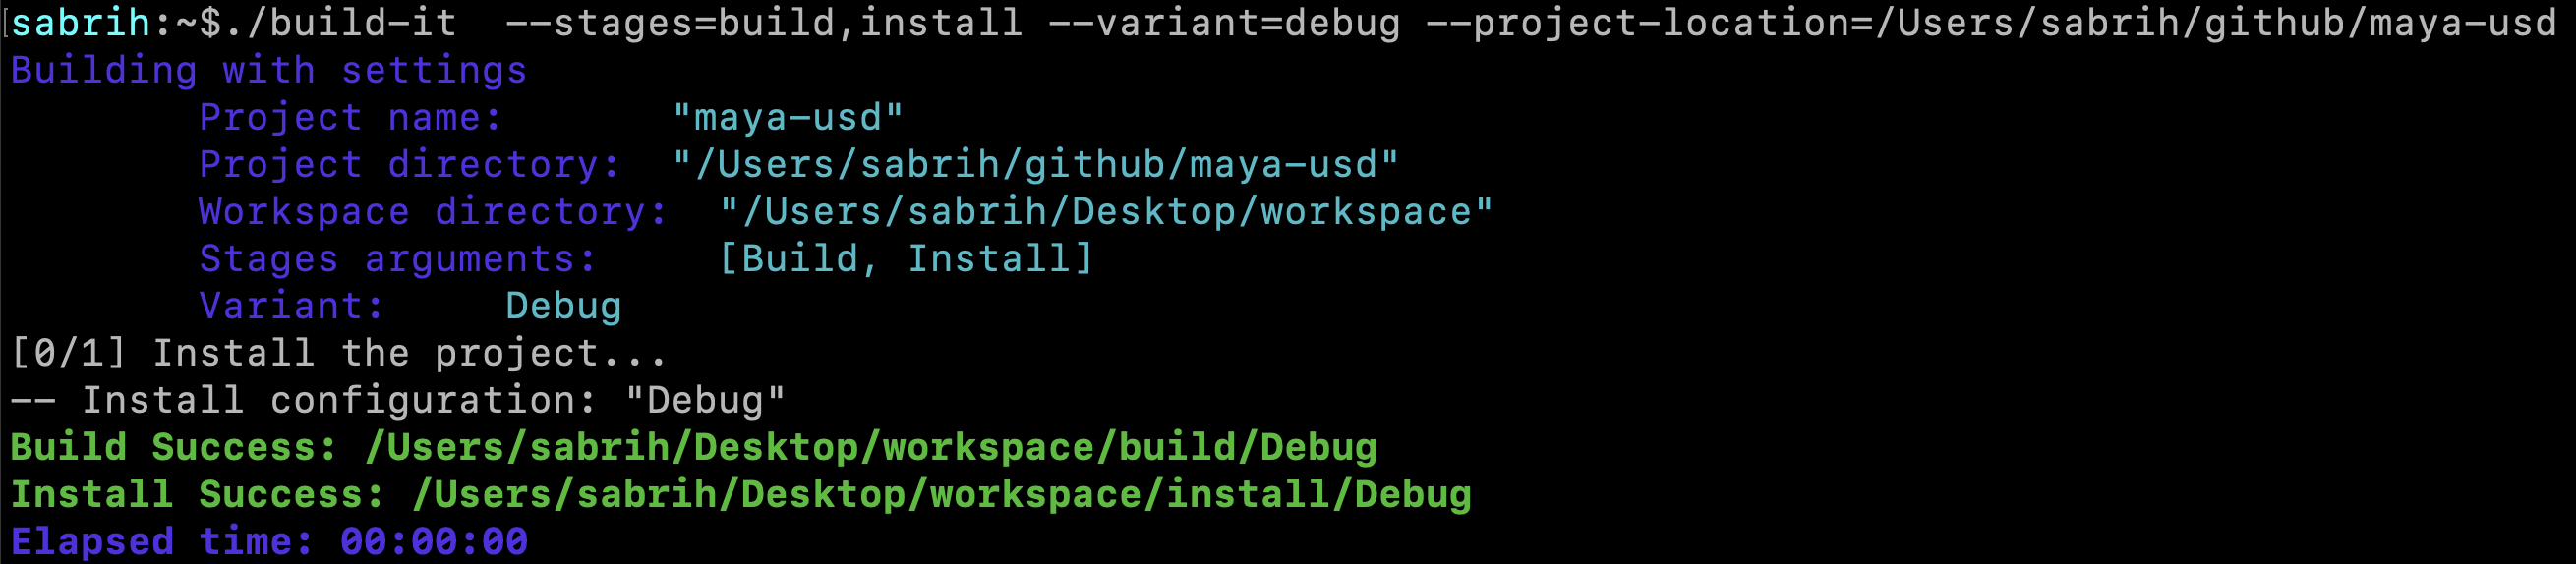 sabrih:~$./build-it  --stages=build,install --variant=debug --project-location=/Users/sabrih/github/maya-usd
Building with settings
Project name: "maya-usd"
Project directory: "/Users/sabrih/github/maya-usd"
Workspace directory: "/Users/sabrih/Desktop/workspace"
Stages arguments: [Build, Install]
Variant: Debug
[0/1] Install the project...
-- Install configuration: "Debug"
Build Success: /Users/sabrih/Desktop/workspace/build/Debug
Install Success: /Users/sabrih/Desktop/workspace/install/Debug
Elapsed time: 00:00:00